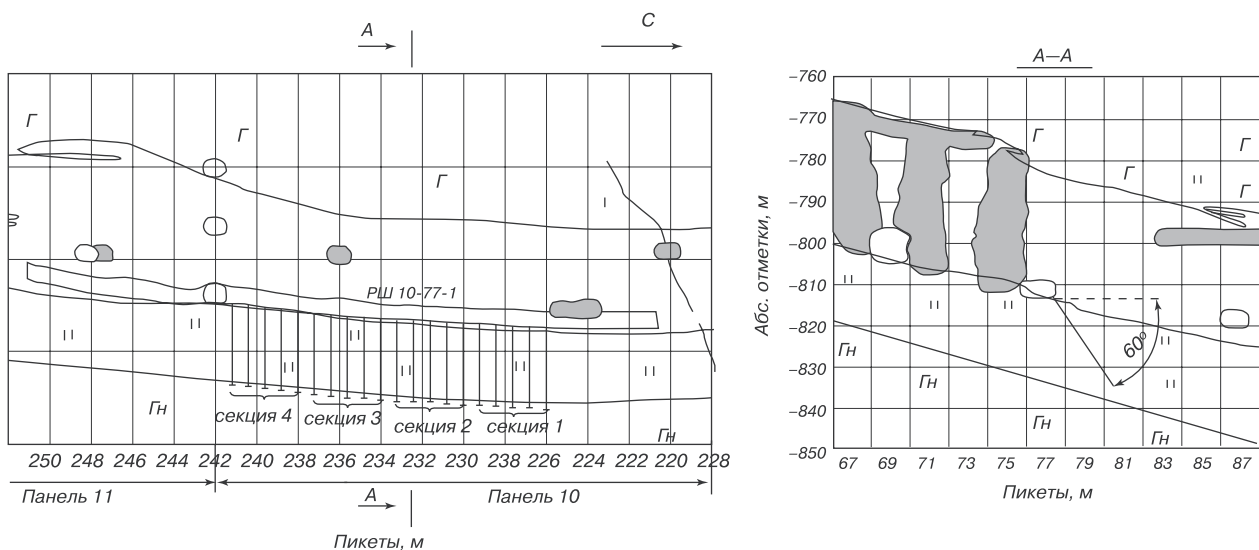 А
С
Г
Г
Г
I
РШ 10-77-1
II
II
II
II
II
II
II
Гн
секция 4
секция 3
секция 2
секция 1
Гн
250 248 246 244 242 240 238 236 234 232 230 228 226 224 222 220 228
Панель 11
А
Панель 10
Пикеты, м
А—А
Абс. отметки, м
–760
–770
–780
–790
–800
–810
–820
–830
–840
–850
Г
Г
Г
Г
II
II
II
II
II
II
60°
Гн
Гн
Гн
Гн
67 69 71 73 75 77 79 81 83 85 87
Пикеты, м